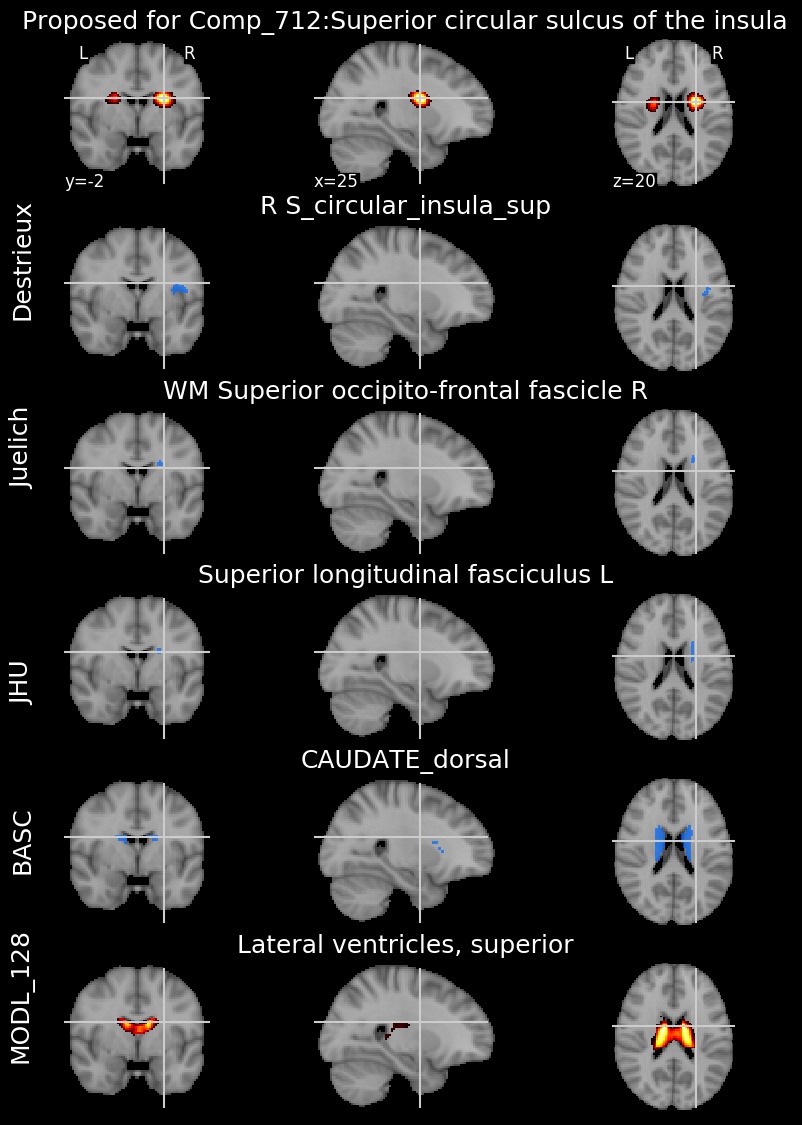 Proposed for Comp_712:Superior circular sulcus of the insula
L R L R
y=-2 x=25 z=20
R S_circular_insula_sup
Destrieux
WM Superior occipito-frontal fascicle R
Juelich
Superior longitudinal fasciculus L
JHU
CAUDATE_dorsal
BASC
Lateral ventricles, superior
MODL_128